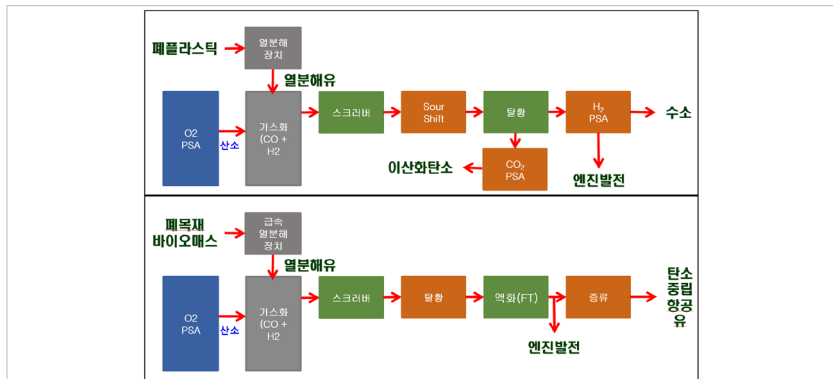 폐플라스틱
열분해
장치
열분해유
O2
PSA
산소
가스화
(CO +
H2
스크러버
Sour
Shift
탈황
H₂
PSA
수소
이산화탄소
CO₂
PSA
엔진발전
폐목재
바이오매스
급속
열분해
장치
열분해유
O2
PSA
산소
가스화
(CO +
H2
스크러버
탈황
액화(FT)
증류
탄소
중립
항공
유
엔진발전